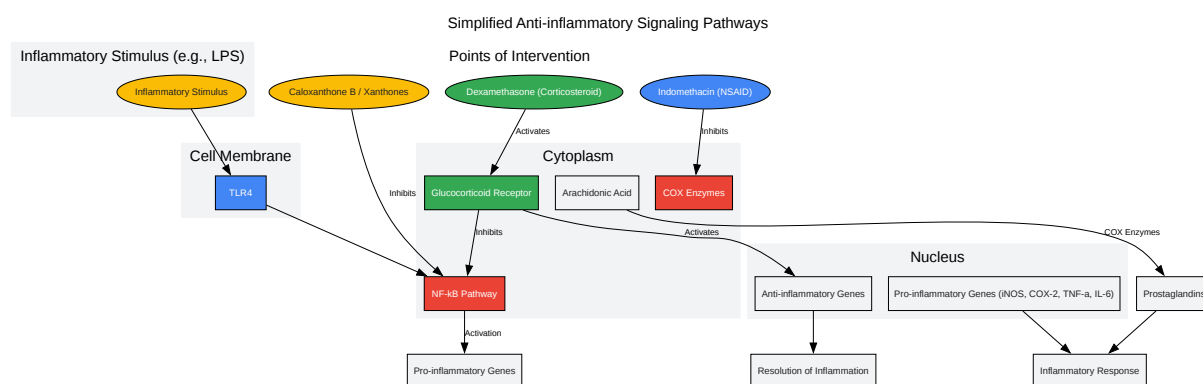 Simplified Anti-inflammatory Signaling Pathways
Inflammatory Stimulus (e.g., LPS)
Points of Intervention
Inflammatory Stimulus
Caloxanthone B / Xanthones
Dexamethasone (Corticosteroid)
Indomethacin (NSAID)
Activates
Inhibits
Cell Membrane
Cytoplasm
TLR4
Inhibits
Glucocorticoid Receptor
Arachidonic Acid
COX Enzymes
Inhibits
Activates
COX Enzymes
Nucleus
NF-kB Pathway
Anti-inflammatory Genes
Pro-inflammatory Genes (iNOS, COX-2, TNF-a, IL-6)
Prostaglandins
Activation
Pro-inflammatory Genes
Resolution of Inflammation
Inflammatory Response